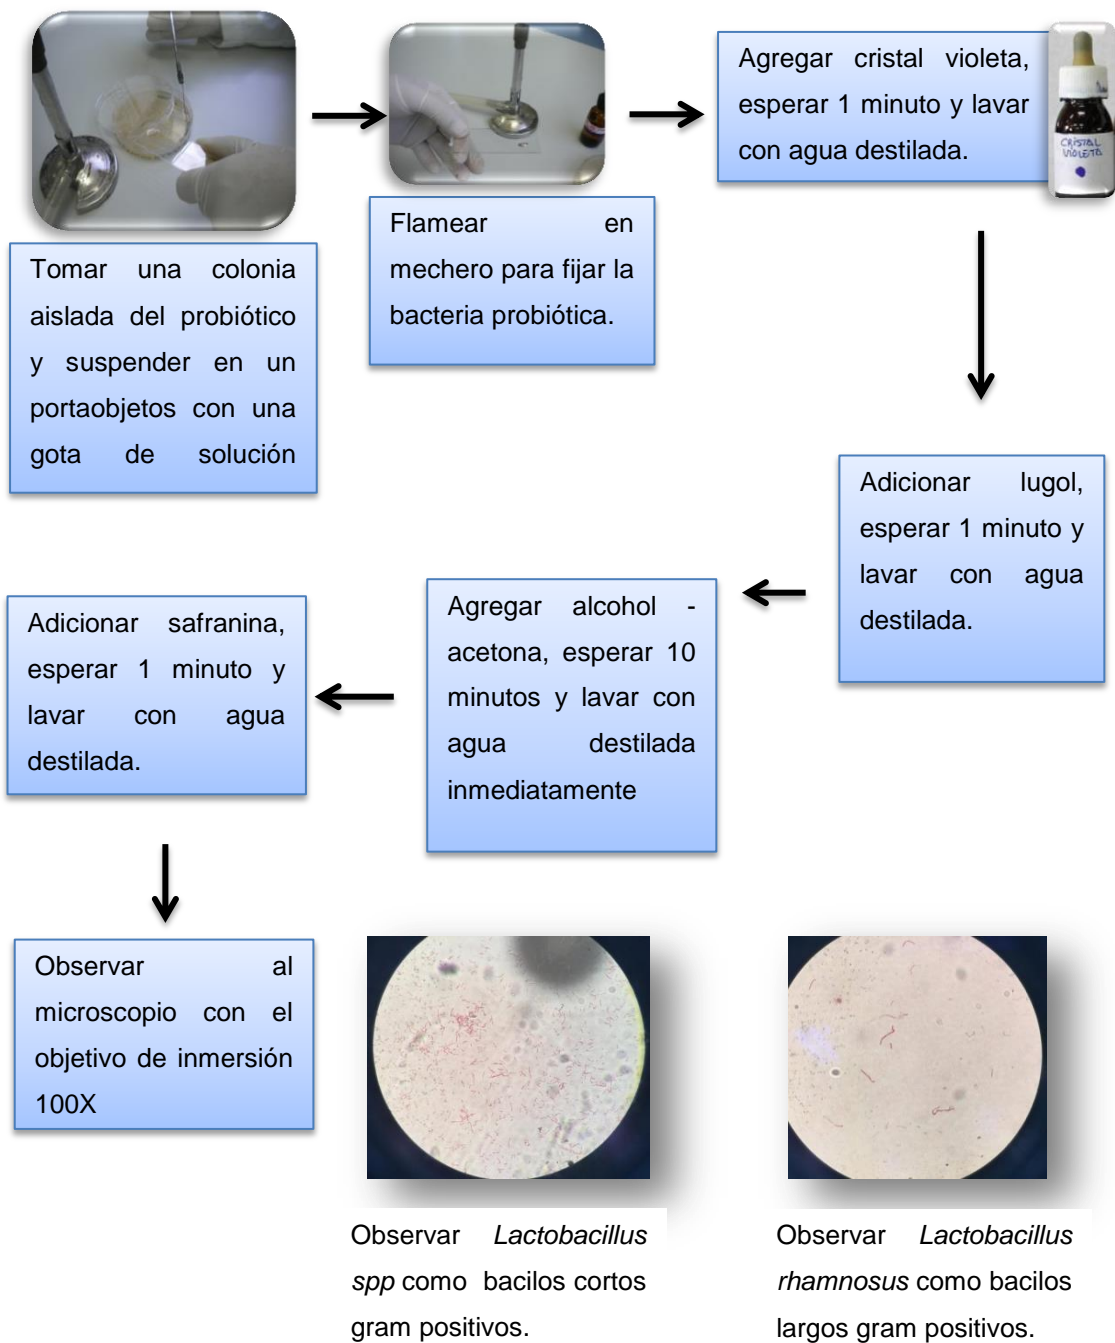 Tomar una colonia
aislada del probiótico
y suspender en un
portaobjetos con una
gota de solución
Flamear en
mechero para fijar la
bacteria probiótica.
Agregar cristal violeta,
esperar 1 minuto y lavar
con agua destilada.
CRISTAL
VIOLETA
Adicionar lugol,
esperar 1 minuto y
lavar con agua
destilada.
Agregar alcohol -
acetona, esperar 10
minutos y lavar con
agua destilada
inmediatamente
Adicionar safranina,
esperar 1 minuto y
lavar con agua
destilada.
Observar al
microscopio con el
objetivo de inmersión
100X
Observar Lactobacillus
spp como bacilos cortos
gram positivos.
Observar Lactobacillus
rhamnosus como bacilos
largos gram positivos.